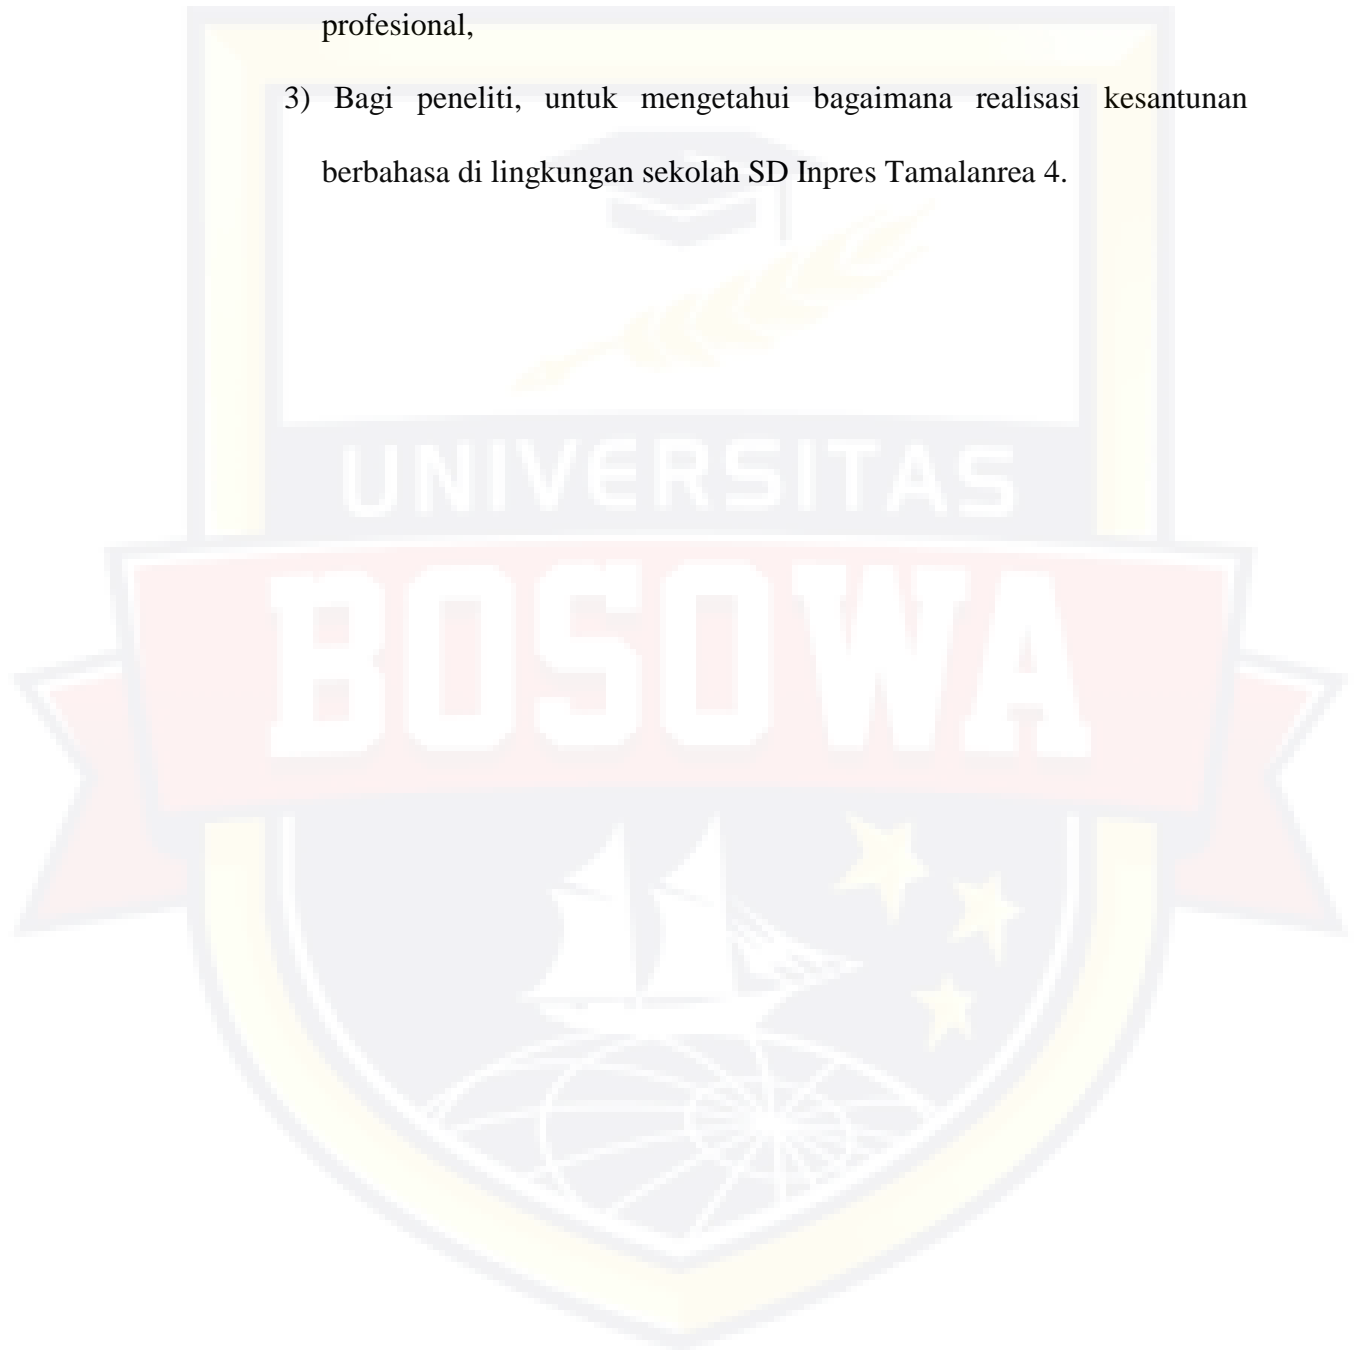 profesional,
3) Bagi peneliti, untuk mengetahui bagaimana realisasi kesantunan
berbahasa di lingkungan sekolah SD Inpres Tamalanrea 4.
UNIVERSITAS
BOSOWA